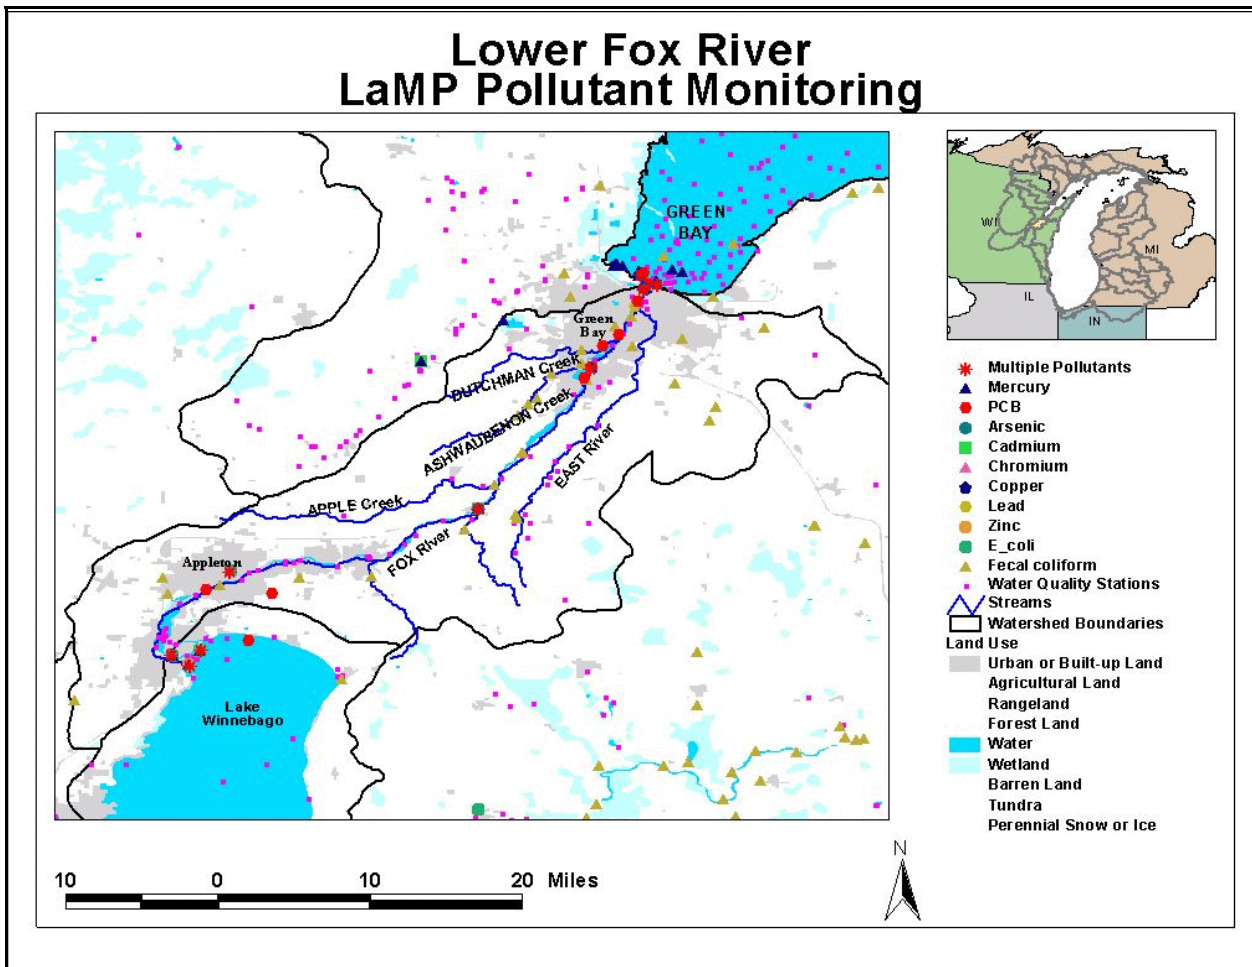 Lower Fox River
LaMP Pollutant Monitoring
GREEN
BAY
Green
Bay
DUTCHMAN Creek
ASHWAUBENON Creek
EAST River
APPLE Creek
FOX River
Appleton
Lake
Winnebago
WI
MI
IL
IN
Multiple Pollutants
Mercury
PCB
Arsenic
Cadmium
Chromium
Copper
Lead
Zinc
E_coli
Fecal coliform
Water Quality Stations
Streams
Watershed Boundaries
Land Use
Urban or Built-up Land
Agricultural Land
Rangeland
Forest Land
Water
Wetland
Barren Land
Tundra
Perennial Snow or Ice
10 0 10 20 Miles
N